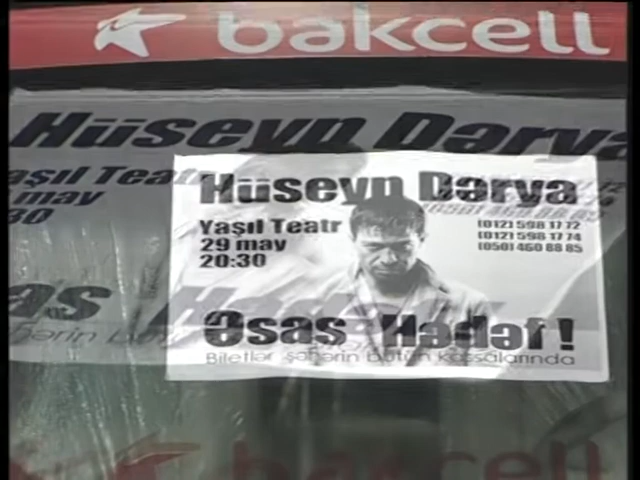 bakcell
Hüseyn Dərya
Yaşıl Teatr
may
30
Hüseyn Dərya
Yaşıl Teatr
29 may
20:30
(012) 598 17 72
(012) 598 17 74
(050) 460 88 85
Əsas Hədəf!
Biletlər şəhərin bütün kassalarında
bakcell